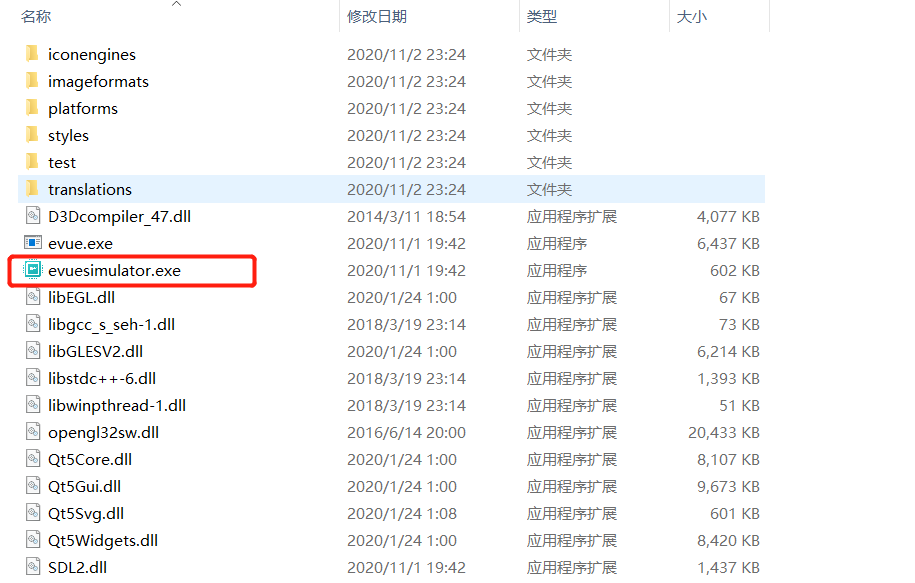 名称 修改日期 类型 大小
iconengines 2020/11/2 23:24 文件夹
imageformats 2020/11/2 23:24 文件夹
platforms 2020/11/2 23:24 文件夹
styles 2020/11/2 23:24 文件夹
test 2020/11/2 23:24 文件夹
translations 2020/11/2 23:24 文件夹
D3Dcompiler_47.dll 2014/3/11 18:54 应用程序扩展 4,077 KB
evue.exe 2020/11/1 19:42 应用程序 6,437 KB
evuesimulator.exe 2020/11/1 19:42 应用程序 602 KB
libEGL.dll 2020/1/24 1:00 应用程序扩展 67 KB
libgcc_s_seh-1.dll 2018/3/19 23:14 应用程序扩展 73 KB
libGLESV2.dll 2020/1/24 1:00 应用程序扩展 6,214 KB
libstdc++-6.dll 2018/3/19 23:14 应用程序扩展 1,393 KB
libwinpthread-1.dll 2018/3/19 23:14 应用程序扩展 51 KB
opengl32sw.dll 2016/6/14 20:00 应用程序扩展 20,433 KB
Qt5Core.dll 2020/1/24 1:00 应用程序扩展 8,107 KB
Qt5Gui.dll 2020/1/24 1:00 应用程序扩展 9,673 KB
Qt5Svg.dll 2020/1/24 1:08 应用程序扩展 601 KB
Qt5Widgets.dll 2020/1/24 1:00 应用程序扩展 8,420 KB
SDL2.dll 2020/11/1 19:42 应用程序扩展 1,437 KB